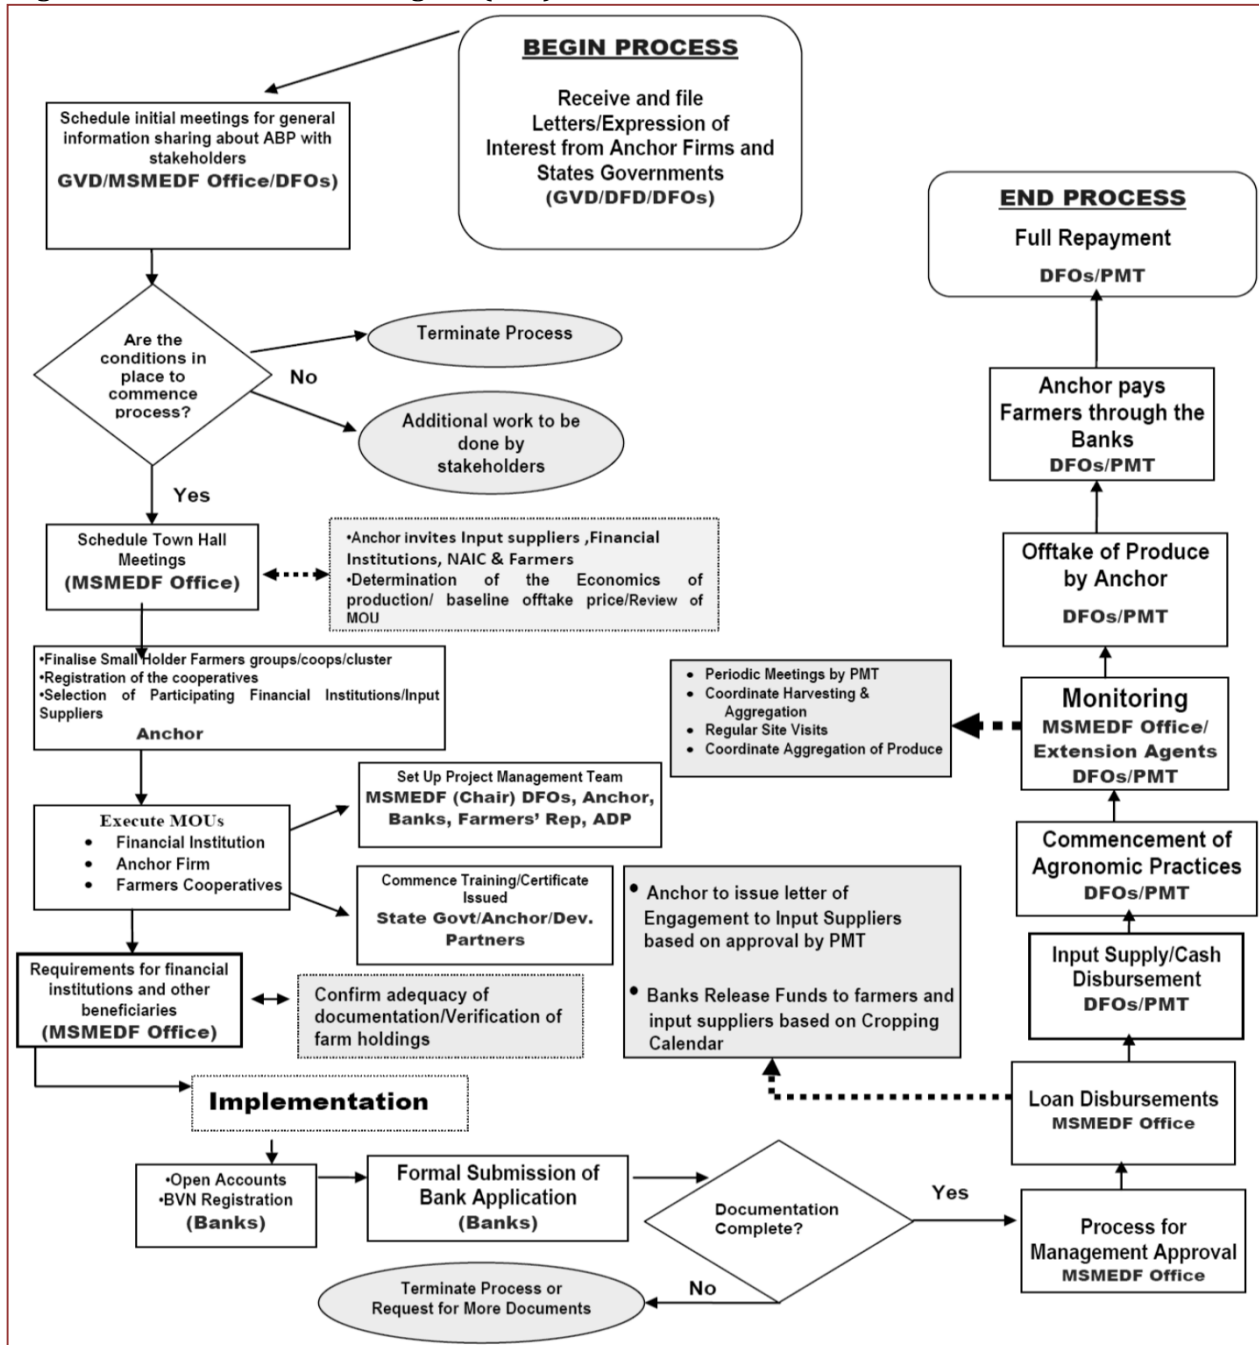 BEGIN PROCESS
Receive and file
Letters/Expression of
Interest from Anchor Firms and
States Governments
(GVD/DFD/DFOs)
Schedule initial meetings for general
information sharing about ABP with
stakeholders
GVD/MSMEDF Office/DFOs)
Are the
conditions in
place to
commence
process?
Terminate Process
No
Additional work to be
done by
stakeholders
Yes
Schedule Town Hall
Meetings
(MSMEDF Office)
•Anchor invites Input suppliers ,Financial
Institutions, NAIC & Farmers
•Determination of the Economics of
production/ baseline offtake price/Review of
MOU
•Finalise Small Holder Farmers groups/coops/cluster
•Registration of the cooperatives
•Selection of Participating Financial Institutions/Input
Suppliers
Anchor
Execute MOUs
• Financial Institution
• Anchor Firm
• Farmers Cooperatives
Set Up Project Management Team
MSMEDF (Chair) DFOs, Anchor,
Banks, Farmers' Rep, ADP
Commence Training/Certificate
Issued
State Govt/Anchor/Dev.
Partners
Requirements for financial
institutions and other
beneficiaries
(MSMEDF Office)
Confirm adequacy of
documentation/Verification of
farm holdings
Implementation
•Open Accounts
•BVN Registration
(Banks)
Formal Submission of
Bank Application
(Banks)
Documentation
Complete?
No
Terminate Process or
Request for More Documents
Yes
Process for
Management Approval
MSMEDF Office
Loan Disbursements
MSMEDF Office
• Anchor to issue letter of
Engagement to Input Suppliers
based on approval by PMT
• Banks Release Funds to farmers and
input suppliers based on Cropping
Calendar
Input Supply/Cash
Disbursement
DFOs/PMT
Commencement of
Agronomic Practices
DFOs/PMT
Monitoring
MSMEDF Office/
Extension Agents
DFOs/PMT
• Periodic Meetings by PMT
• Coordinate Harvesting &
Aggregation
• Regular Site Visits
• Coordinate Aggregation of Produce
Offtake of Produce
by Anchor
DFOs/PMT
Anchor pays
Farmers through the
Banks
DFOs/PMT
END PROCESS
Full Repayment
DFOs/PMT